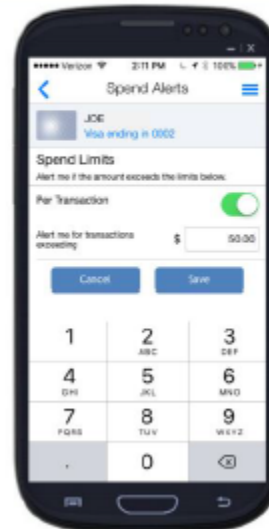 Verizon 2:11 PM 100%
Spend Alerts
JOE
Visa ending in 0002
Spend Limits
Alert me if the amount exceeds the limits below.
Per Transaction
Alert me for transactions
exceeding $ 50.00
Cancel Save
1 2 3
ABC DEF
4 5 6
GHI JKL MNO
7 8 9
PQRS TUV WXYZ
. 0